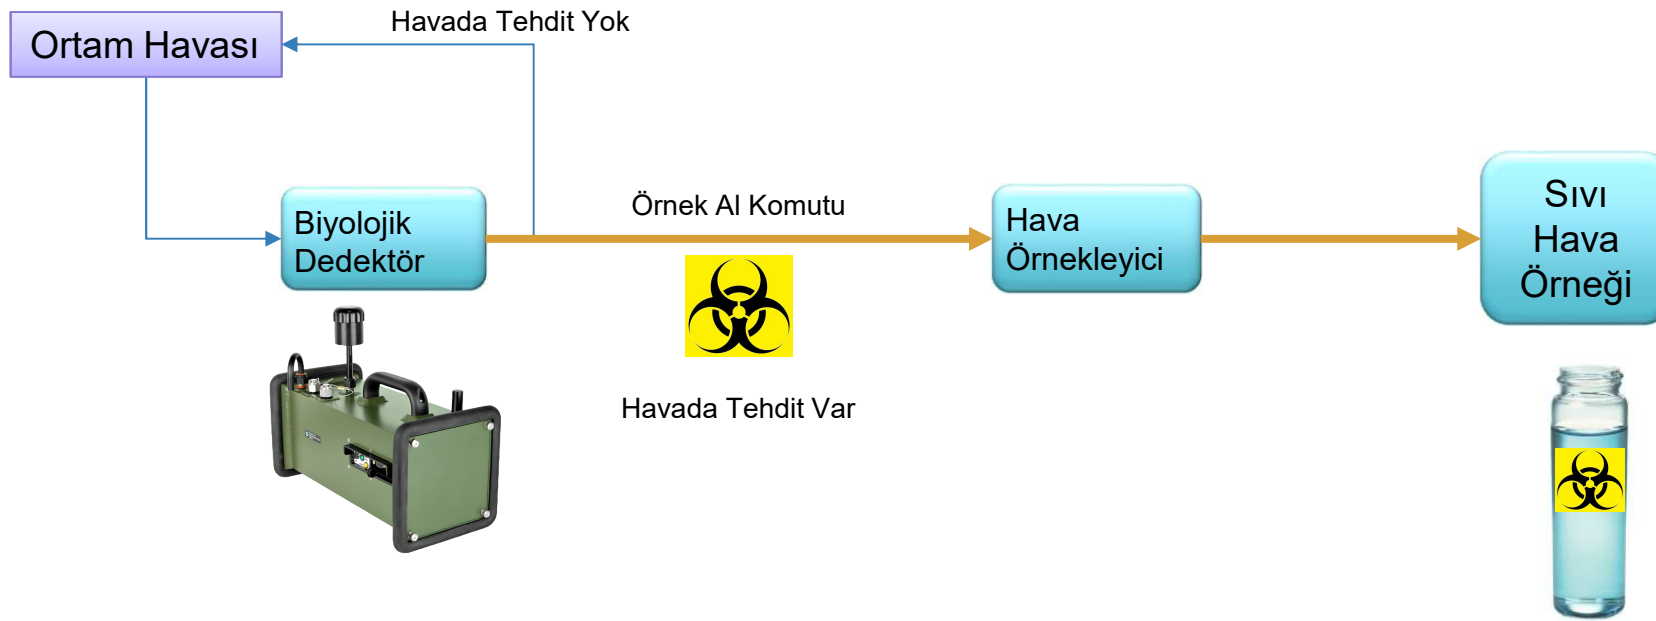 Havada Tehdit Yok
Ortam Havası
Biyolojik
Dedektör
Örnek Al Komutu
Havada Tehdit Var
Hava
Örnekleyici
Sıvı
Hava
Örneği